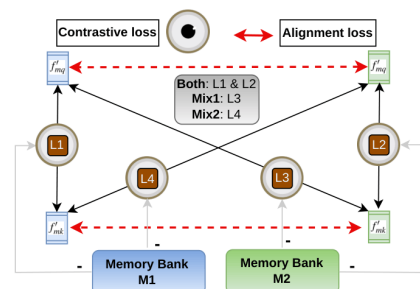 Contrastive loss
Alignment loss
f'mq
f'mq
Both: L1 & L2
Mix1: L3
Mix2: L4
L1
L2
L4
L3
f'mk
f'mk
-
-
-
-
Memory Bank
M1
Memory Bank
M2